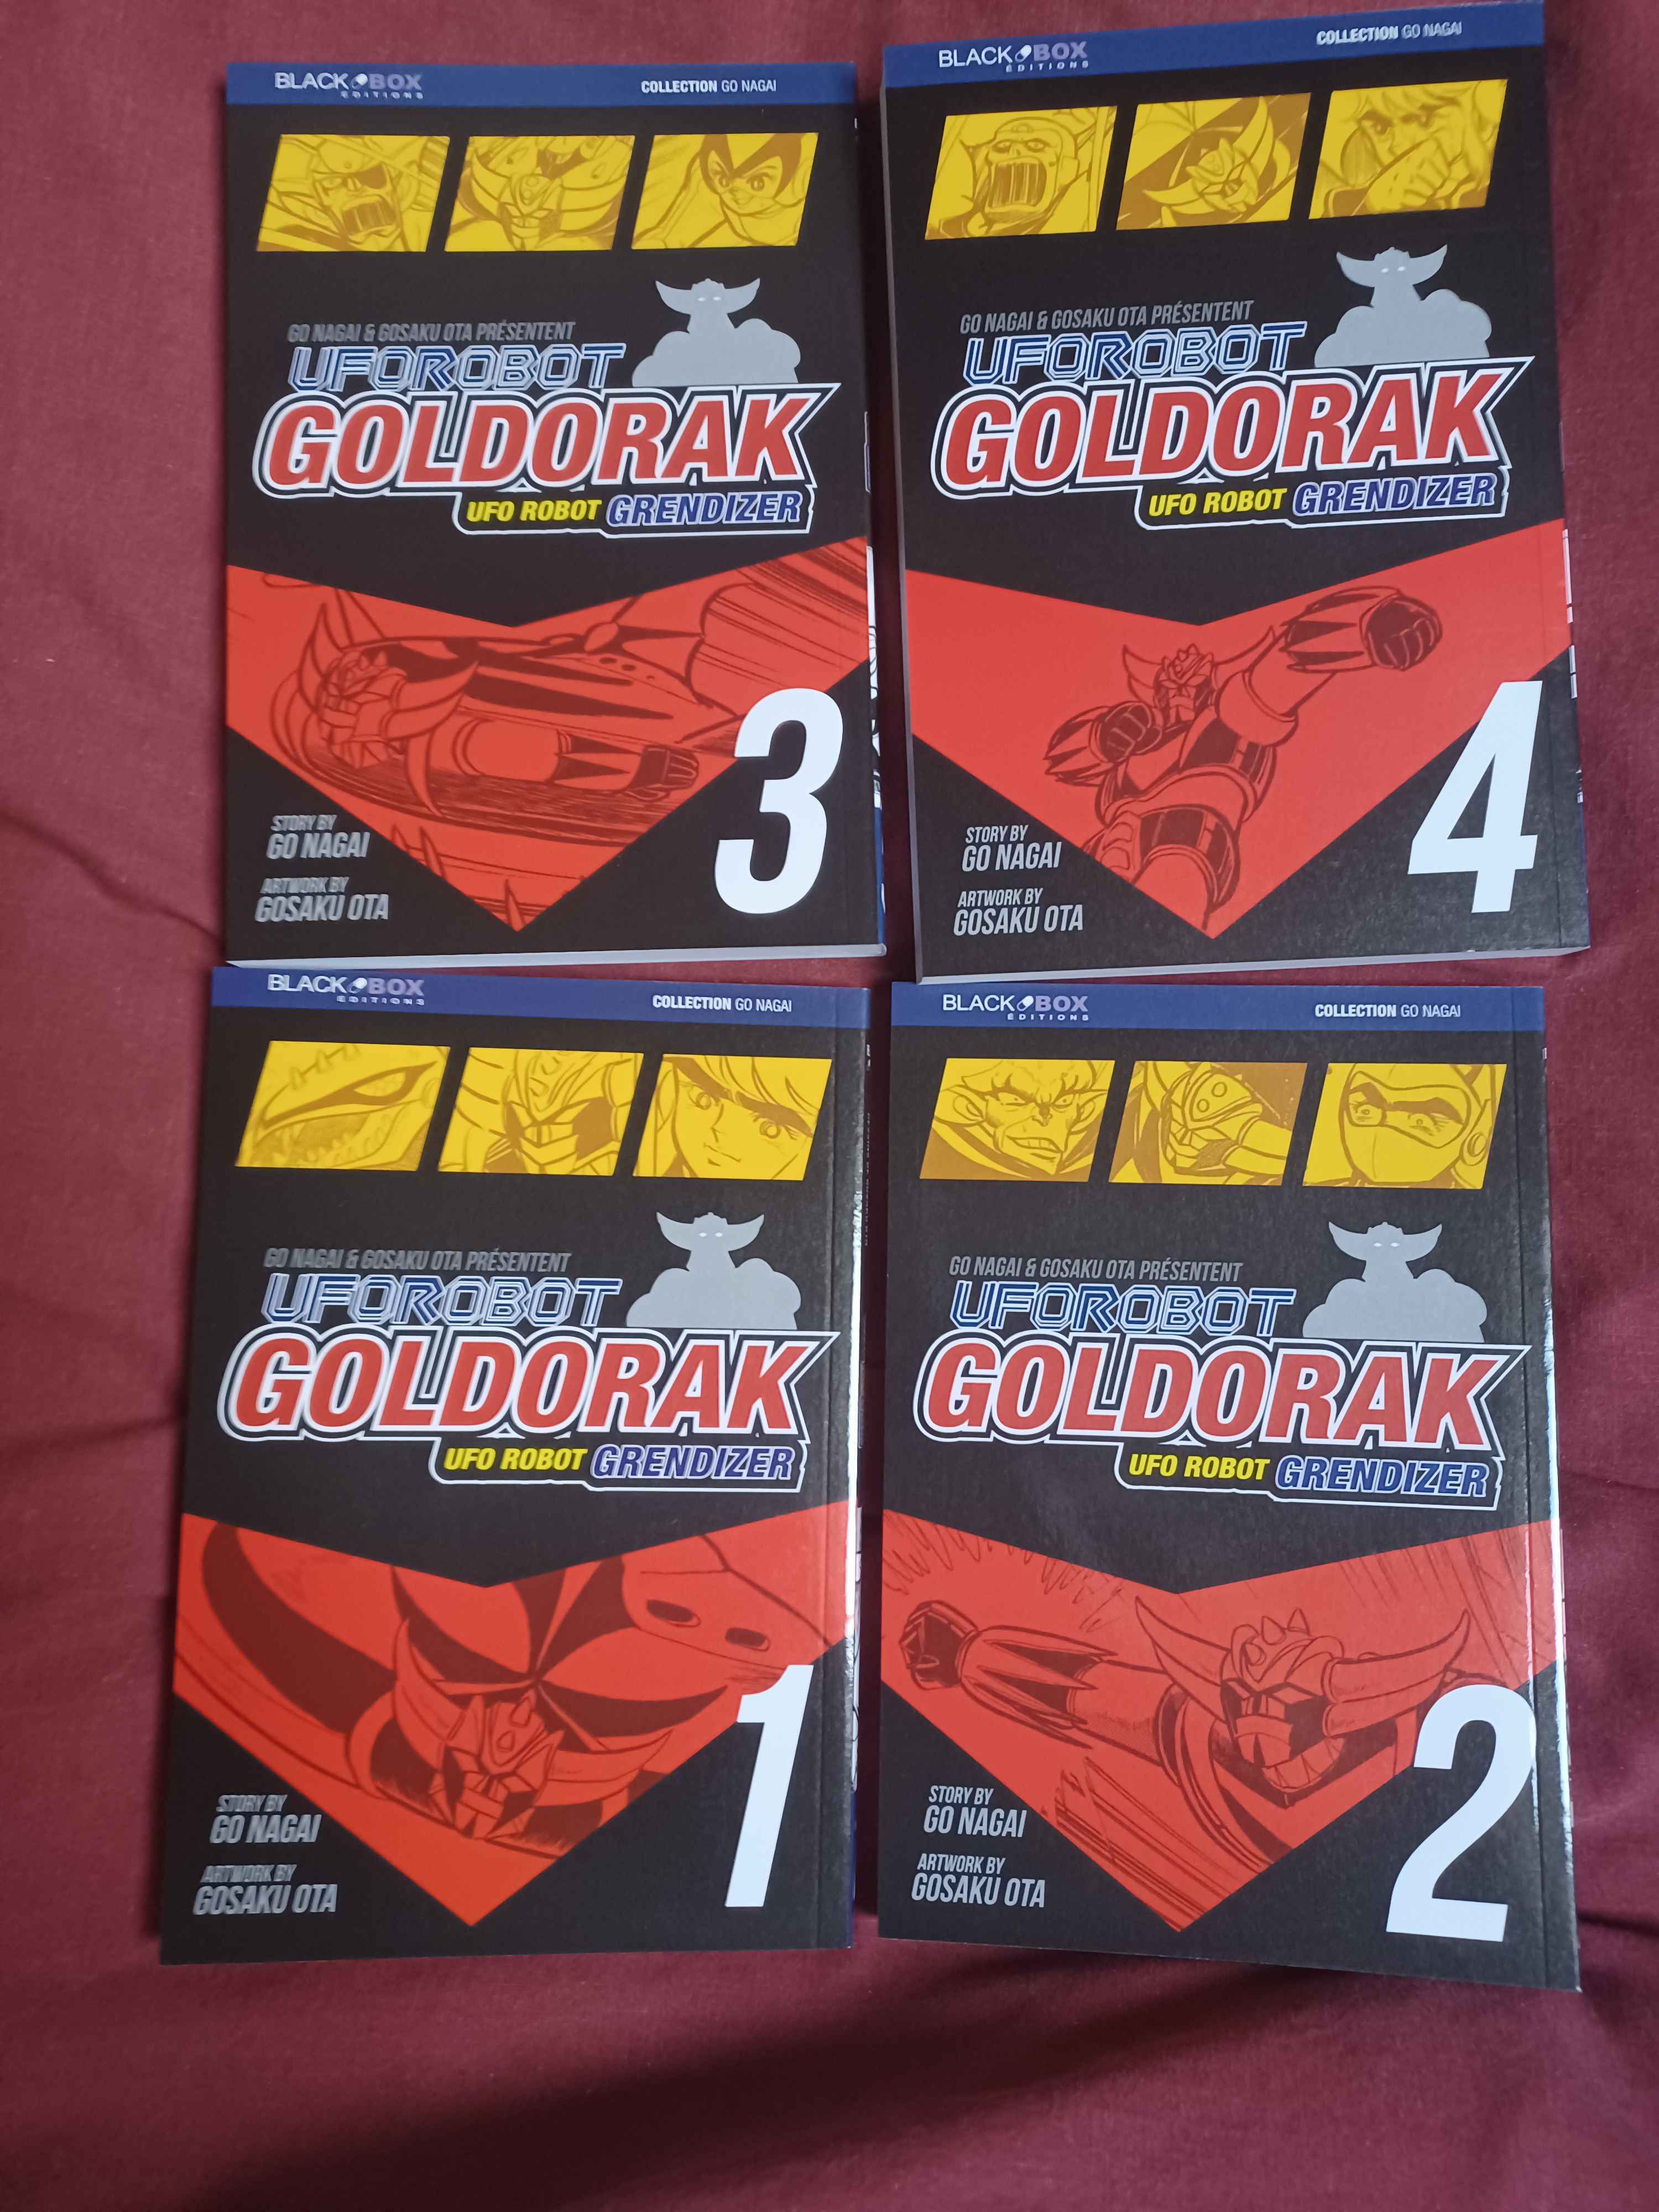 BLACK BOX
ÉDITIONS
COLLECTION GO NAGAI
GO NAGAI & GOSAKU OTA PRÉSENTENT
UFOROBOT
GOLDORAK
UFO ROBOT GRENDIZER
3
STORY BY
GO NAGAI
ARTWORK BY
GOSAKU OTA
BLACK BOX
ÉDITIONS
COLLECTION GO NAGAI
GO NAGAI & GOSAKU OTA PRÉSENTENT
UFOROBOT
GOLDORAK
UFO ROBOT GRENDIZER
4
STORY BY
GO NAGAI
ARTWORK BY
GOSAKU OTA
BLACK BOX
ÉDITIONS
COLLECTION GO NAGAI
GO NAGAI & GOSAKU OTA PRÉSENTENT
UFOROBOT
GOLDORAK
UFO ROBOT GRENDIZER
1
STORY BY
GO NAGAI
ARTWORK BY
GOSAKU OTA
BLACK BOX
ÉDITIONS
COLLECTION GO NAGAI
GO NAGAI & GOSAKU OTA PRÉSENTENT
UFOROBOT
GOLDORAK
UFO ROBOT GRENDIZER
2
STORY BY
GO NAGAI
ARTWORK BY
GOSAKU OTA